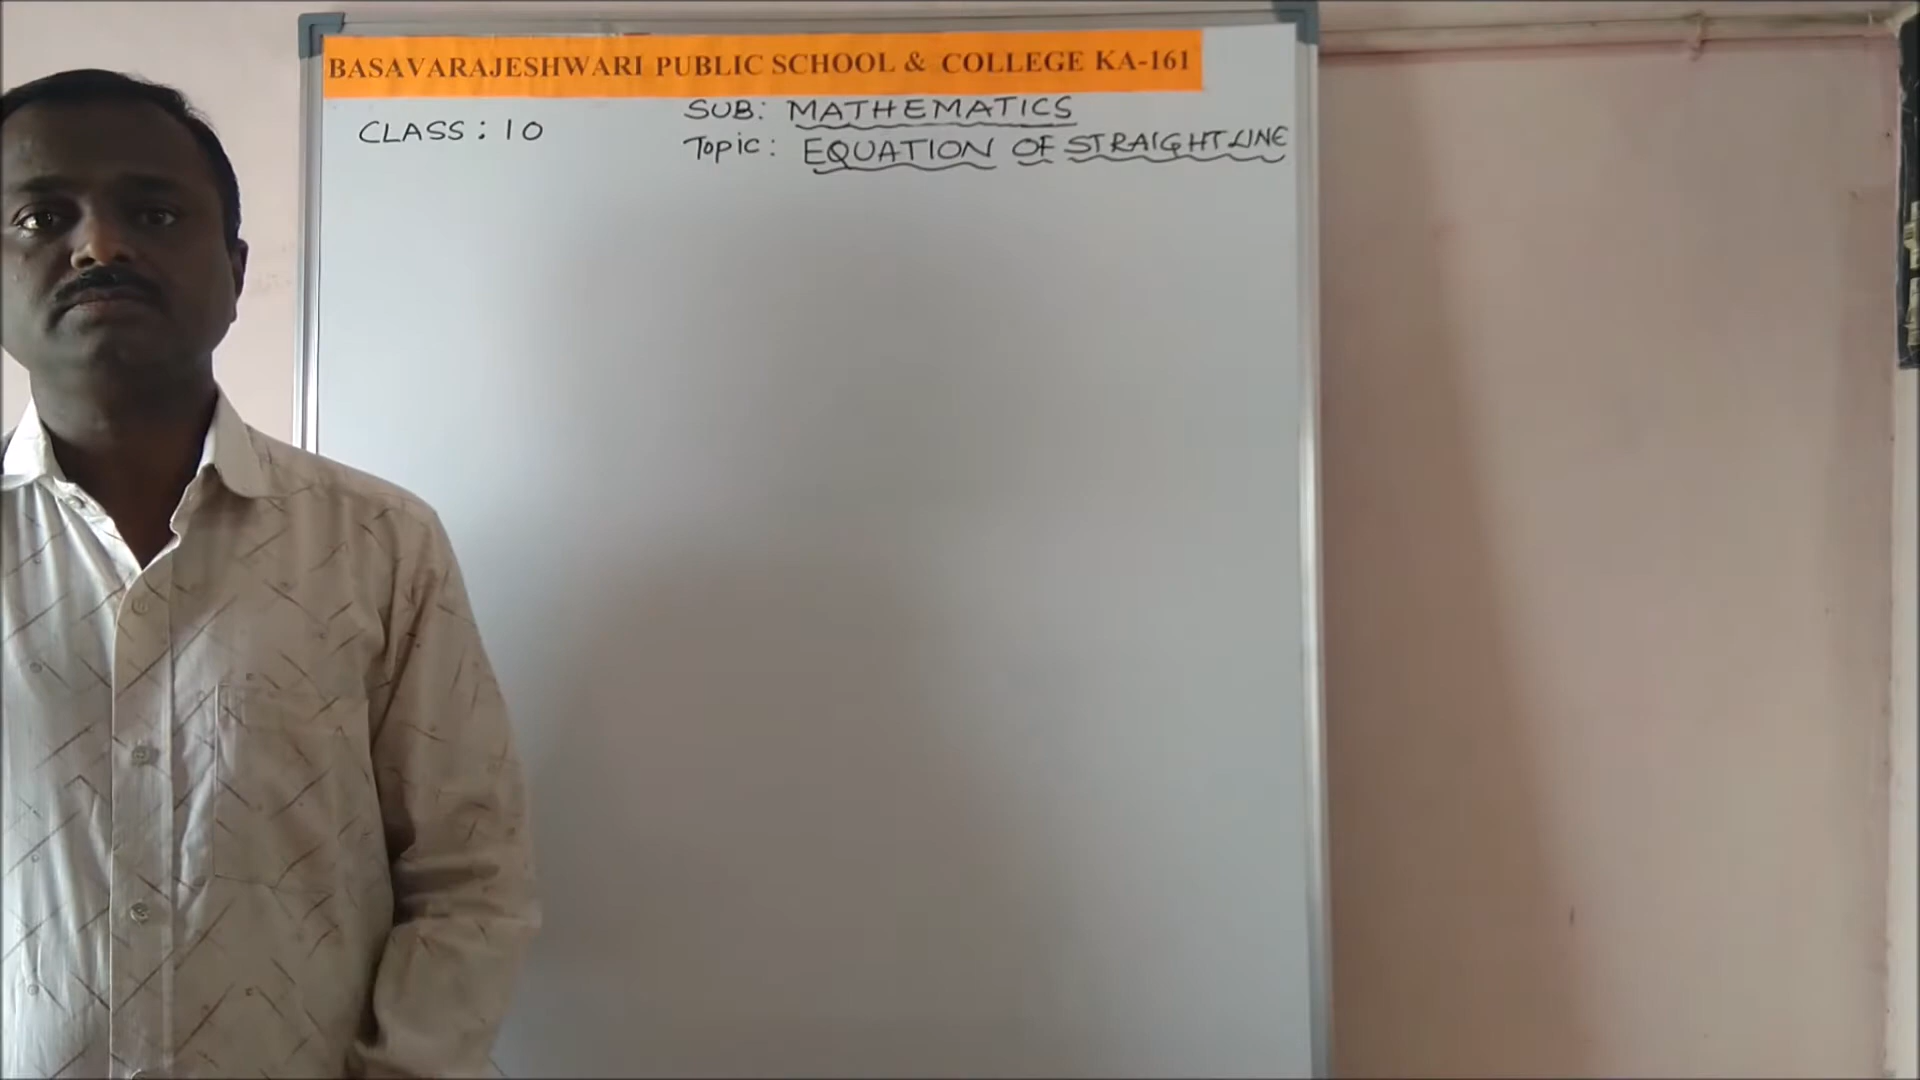 BASAVARAJESHWARI PUBLIC SCHOOL & COLLEGE KA-161
SUB: MATHEMATICS
CLASS: 10
Topic: EQUATION OF STRAIGHT LINE